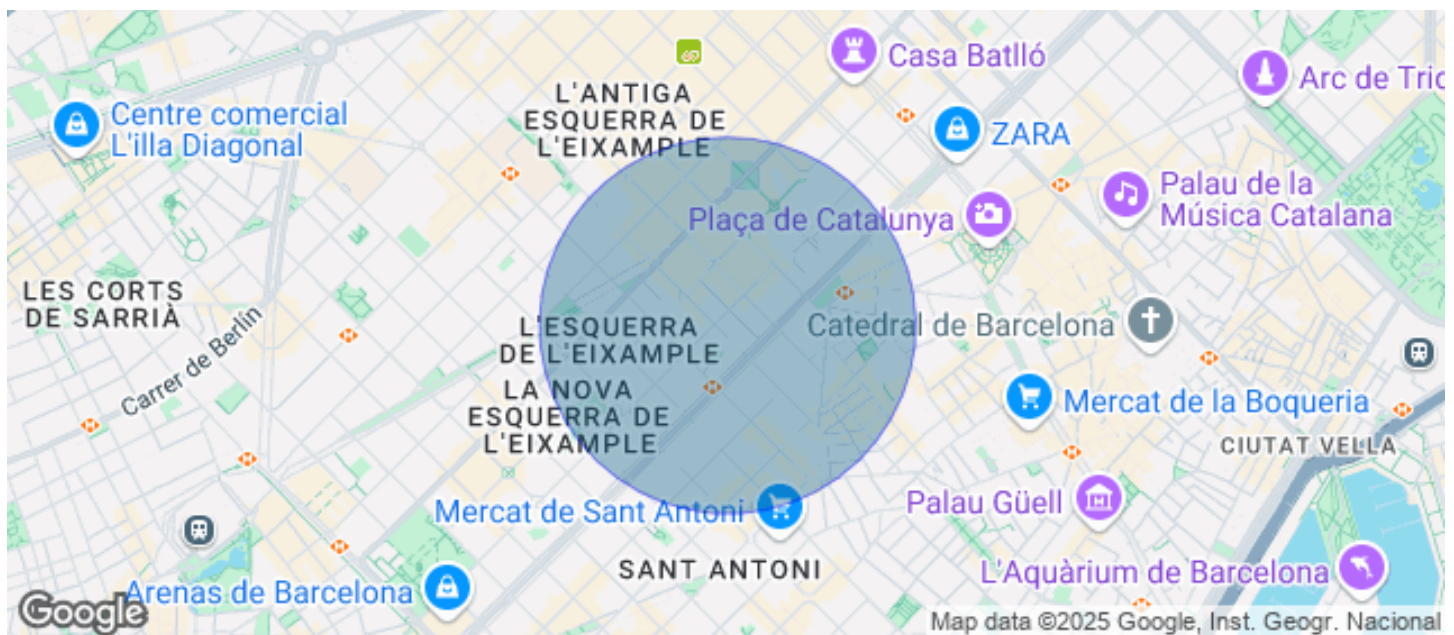 Casa Batlló
Arc de Trio
L'ANTIGA
ESQUERRA DE
L'EIXAMPLE
Centre comercial
L'illa Diagonal
ZARA
Palau de la
Música Catalana
Plaça de Catalunya
LES CORTS
DE SARRIÀ
Carrer de Berlín
L'ESQUERRA
DE L'EIXAMPLE
Catedral de Barcelona
LA NOVA
ESQUERRA DE
L'EIXAMPLE
Mercat de la Boqueria
CIUTAT VELLA
Mercat de Sant Antoni
Palau Güell
SANT ANTONI
L'Aquàrium de Barcelona
Arenas de Barcelona
Google
Map data ©2025 Google, Inst. Geogr. Nacional